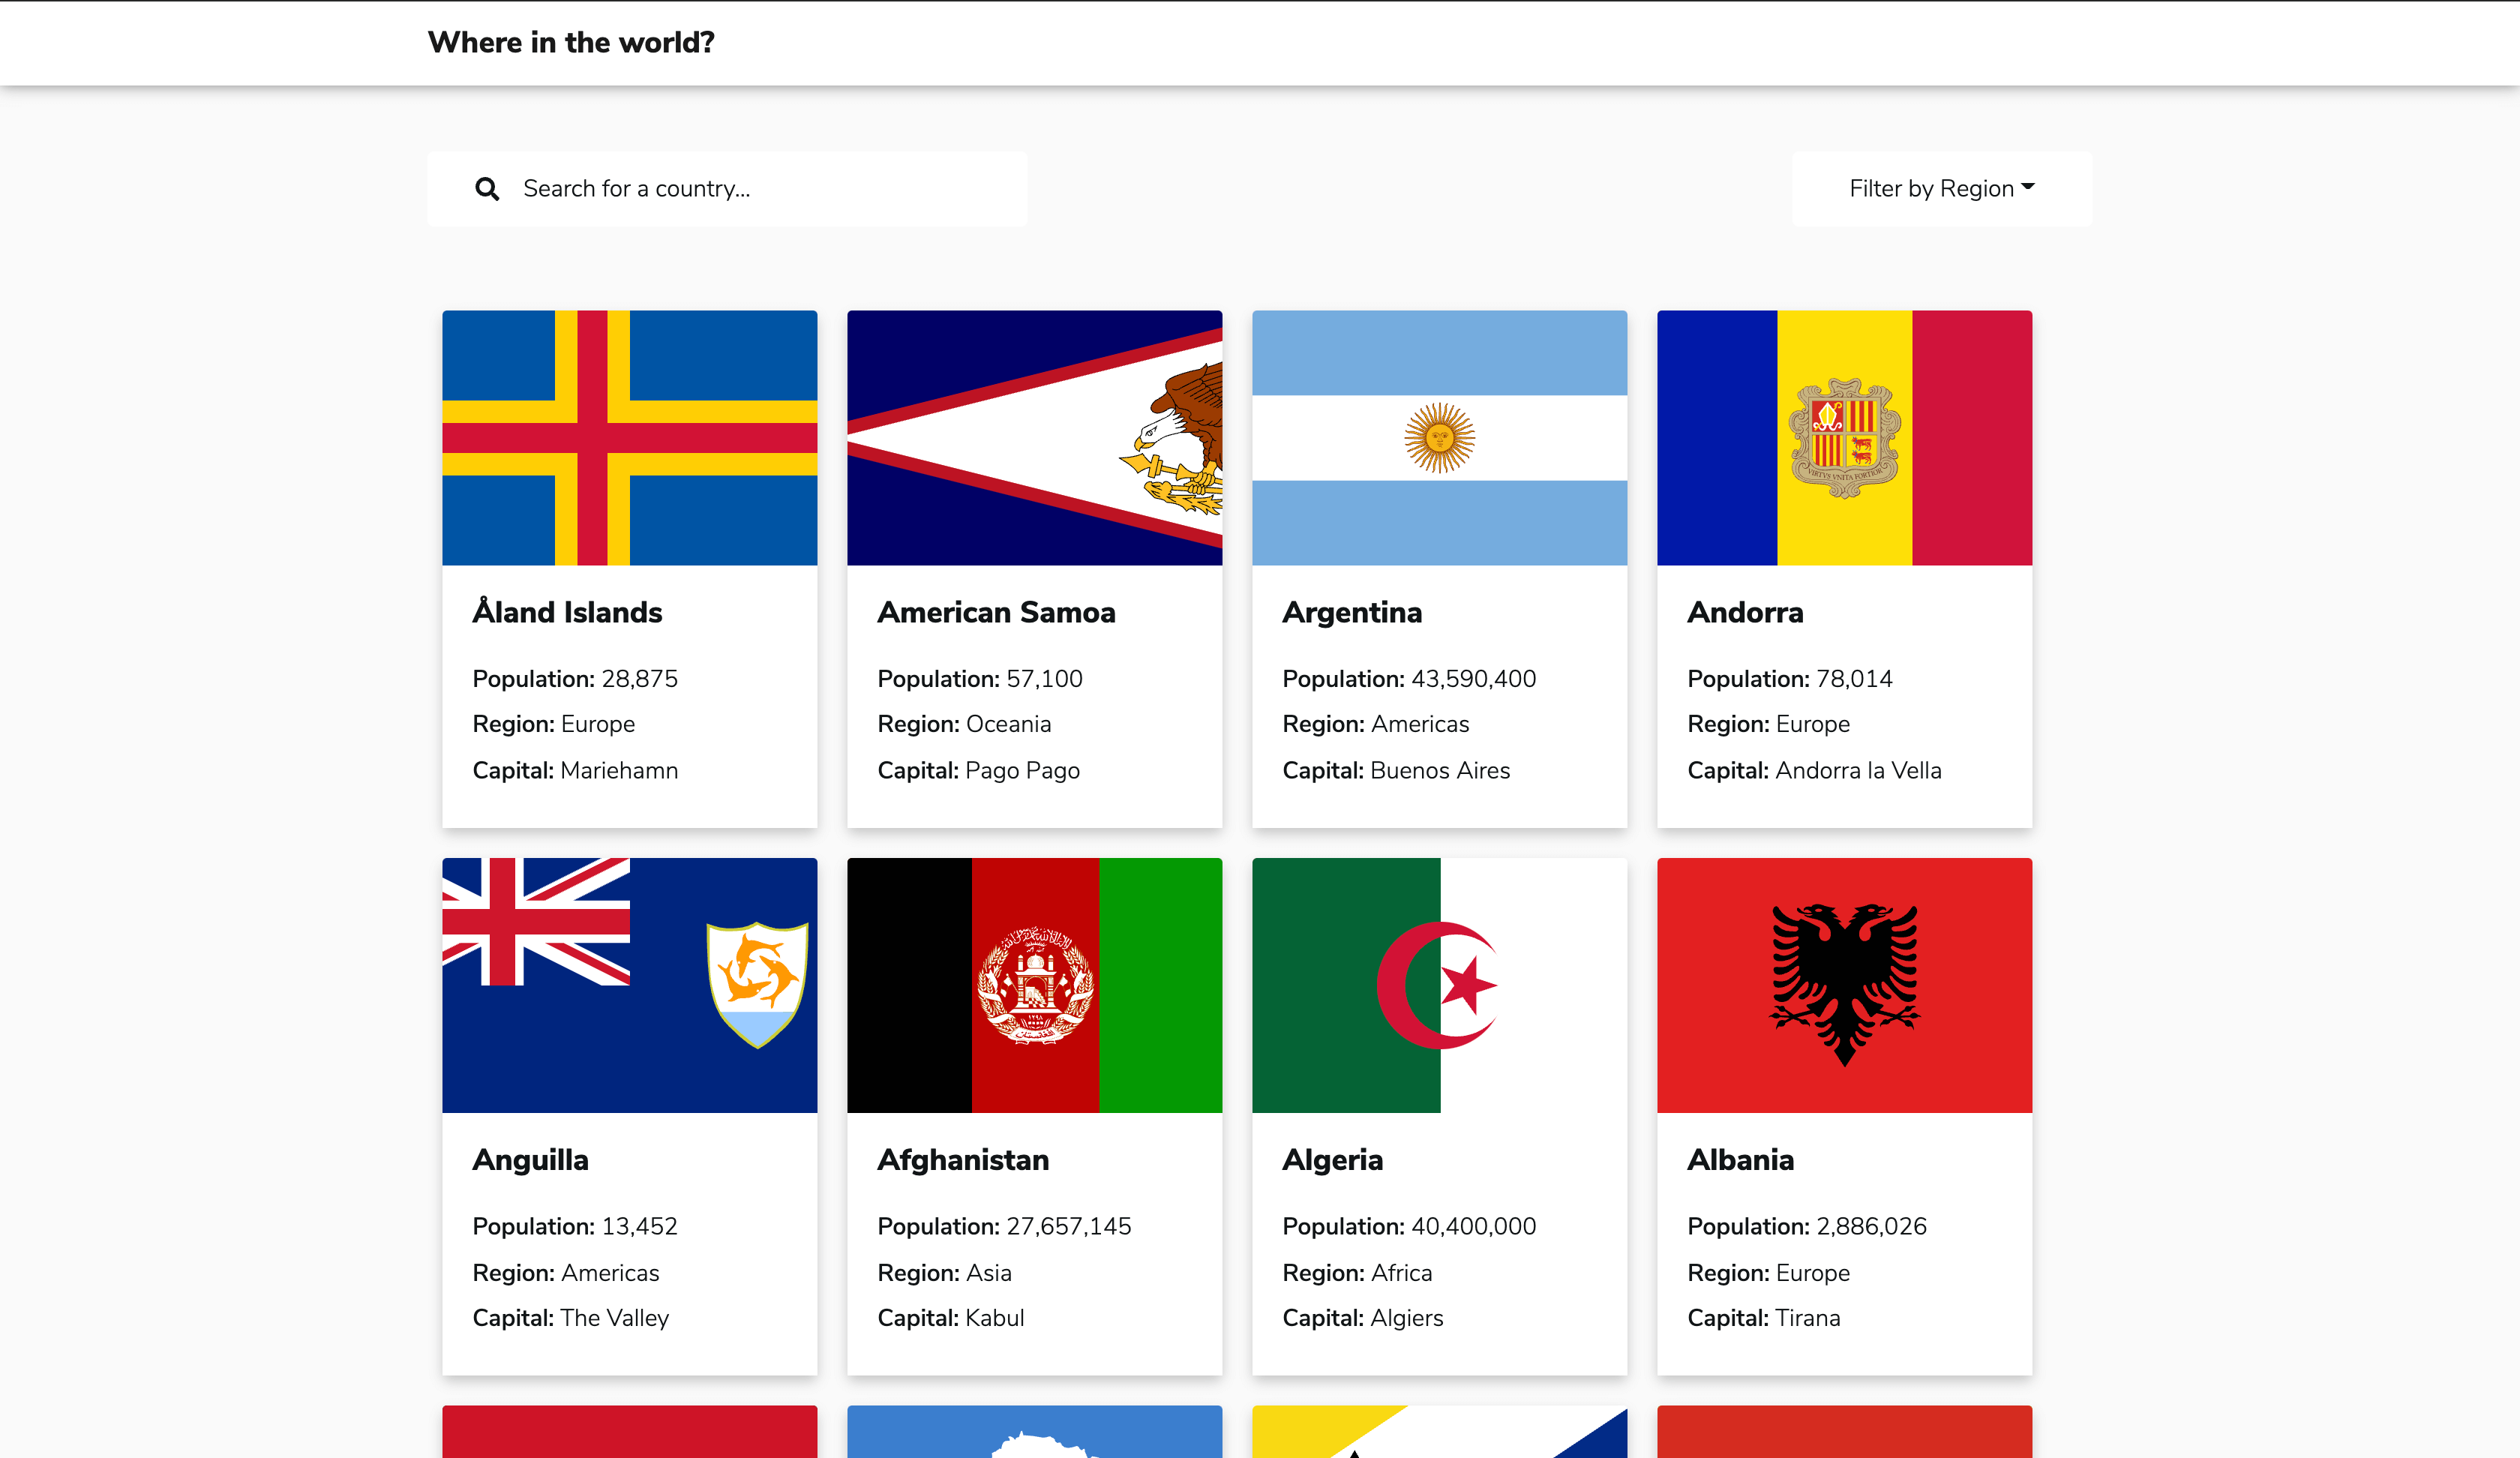 Where in the world?
Search for a country...
Filter by Region
Åland Islands
Population: 28,875
Region: Europe
Capital: Mariehamn
American Samoa
Population: 57,100
Region: Oceania
Capital: Pago Pago
Argentina
Population: 43,590,400
Region: Americas
Capital: Buenos Aires
VIRTVS VNITA FORTIOR
Andorra
Population: 78,014
Region: Europe
Capital: Andorra la Vella
Anguilla
Population: 13,452
Region: Americas
Capital: The Valley
Afghanistan
Population: 27,657,145
Region: Asia
Capital: Kabul
Algeria
Population: 40,400,000
Region: Africa
Capital: Algiers
Albania
Population: 2,886,026
Region: Europe
Capital: Tirana